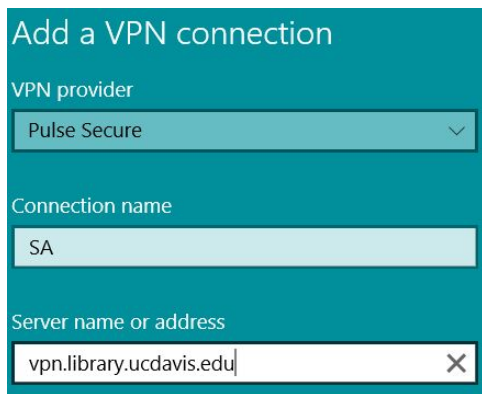 Add a VPN connection
VPN provider
Pulse Secure
Connection name
SA
Server name or address
vpn.library.ucdavis.edu